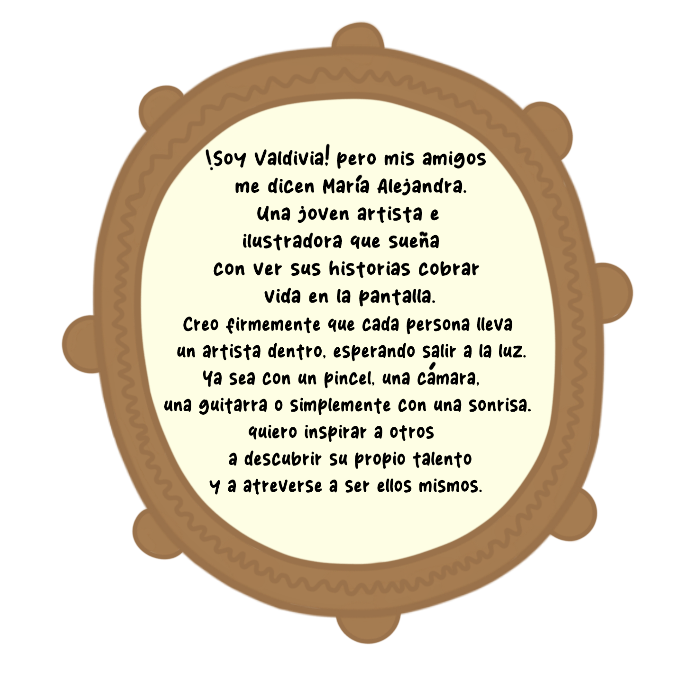 ¡Soy Valdivia! pero mis amigos
me dicen María Alejandra.
Una joven artista e
ilustradora que sueña
con ver sus historias cobrar
vida en la pantalla.
Creo firmemente que cada persona lleva
un artista dentro, esperando salir a la luz.
Ya sea con un pincel, una cámara,
una guitarra o simplemente con una sonrisa.
quiero inspirar a otros
a descubrir su propio talento
y a atreverse a ser ellos mismos.